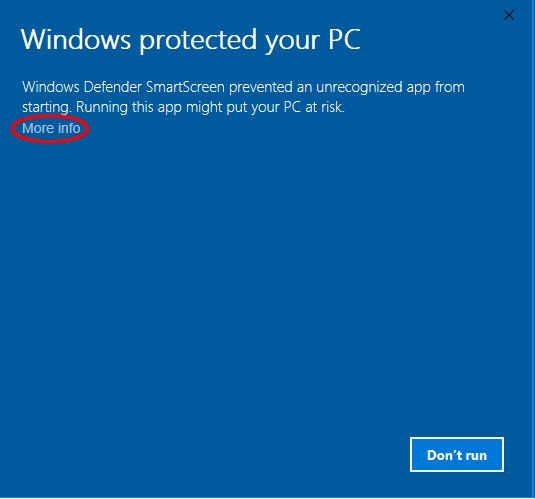 Windows protected your PC
Windows Defender SmartScreen prevented an unrecognized app from
starting. Running this app might put your PC at risk.
More info
Don't run